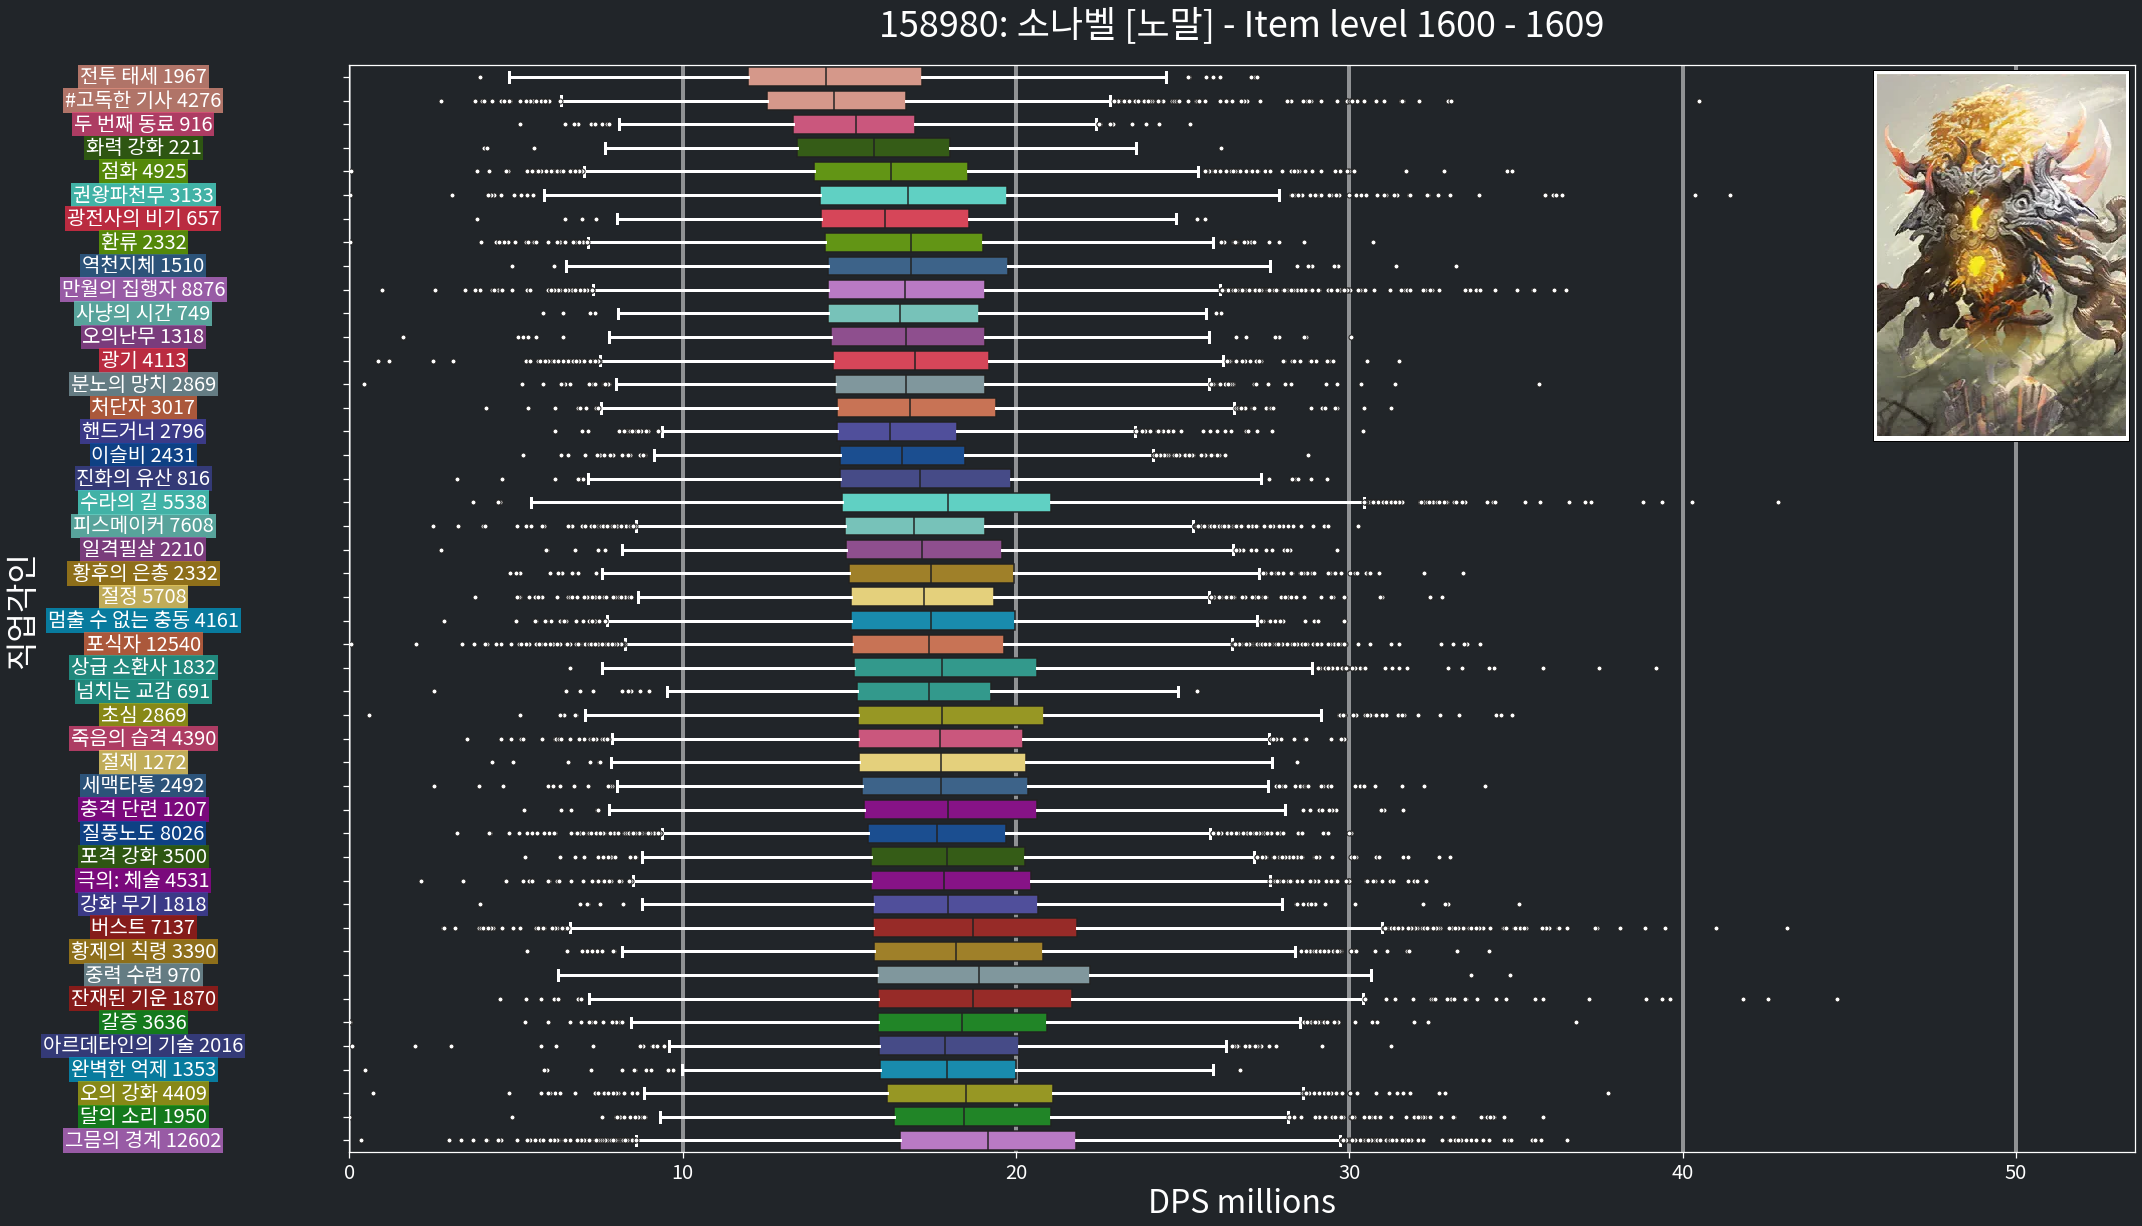 158980: 소나벨 [노말] - Item level 1600 - 1609
직업각인
전투 태세 1967
#고독한 기사 4276
두 번째 동료 916
화력 강화 221
점화 4925
권왕파천무 3133
광전사의 비기 657
환류 2332
역천지체 1510
만월의 집행자 8876
사냥의 시간 749
오의난무 1318
광기 4113
분노의 망치 2869
처단자 3017
핸드거너 2796
이슬비 2431
진화의 유산 816
수라의 길 5538
피스메이커 7608
일격필살 2210
황후의 은총 2332
절정 5708
멈출 수 없는 충동 4161
포식자 12540
상급 소환사 1832
넘치는 교감 691
초심 2869
죽음의 습격 4390
절제 1272
세맥타통 2492
충격 단련 1207
질풍노도 8026
포격 강화 3500
극의: 체술 4531
강화 무기 1818
버스트 7137
황제의 칙령 3390
중력 수련 970
잔재된 기운 1870
갈증 3636
아르데타인의 기술 2016
완벽한 억제 1353
오의 강화 4409
달의 소리 1950
그믐의 경계 12602
0 10 20 30 40 50
DPS millions